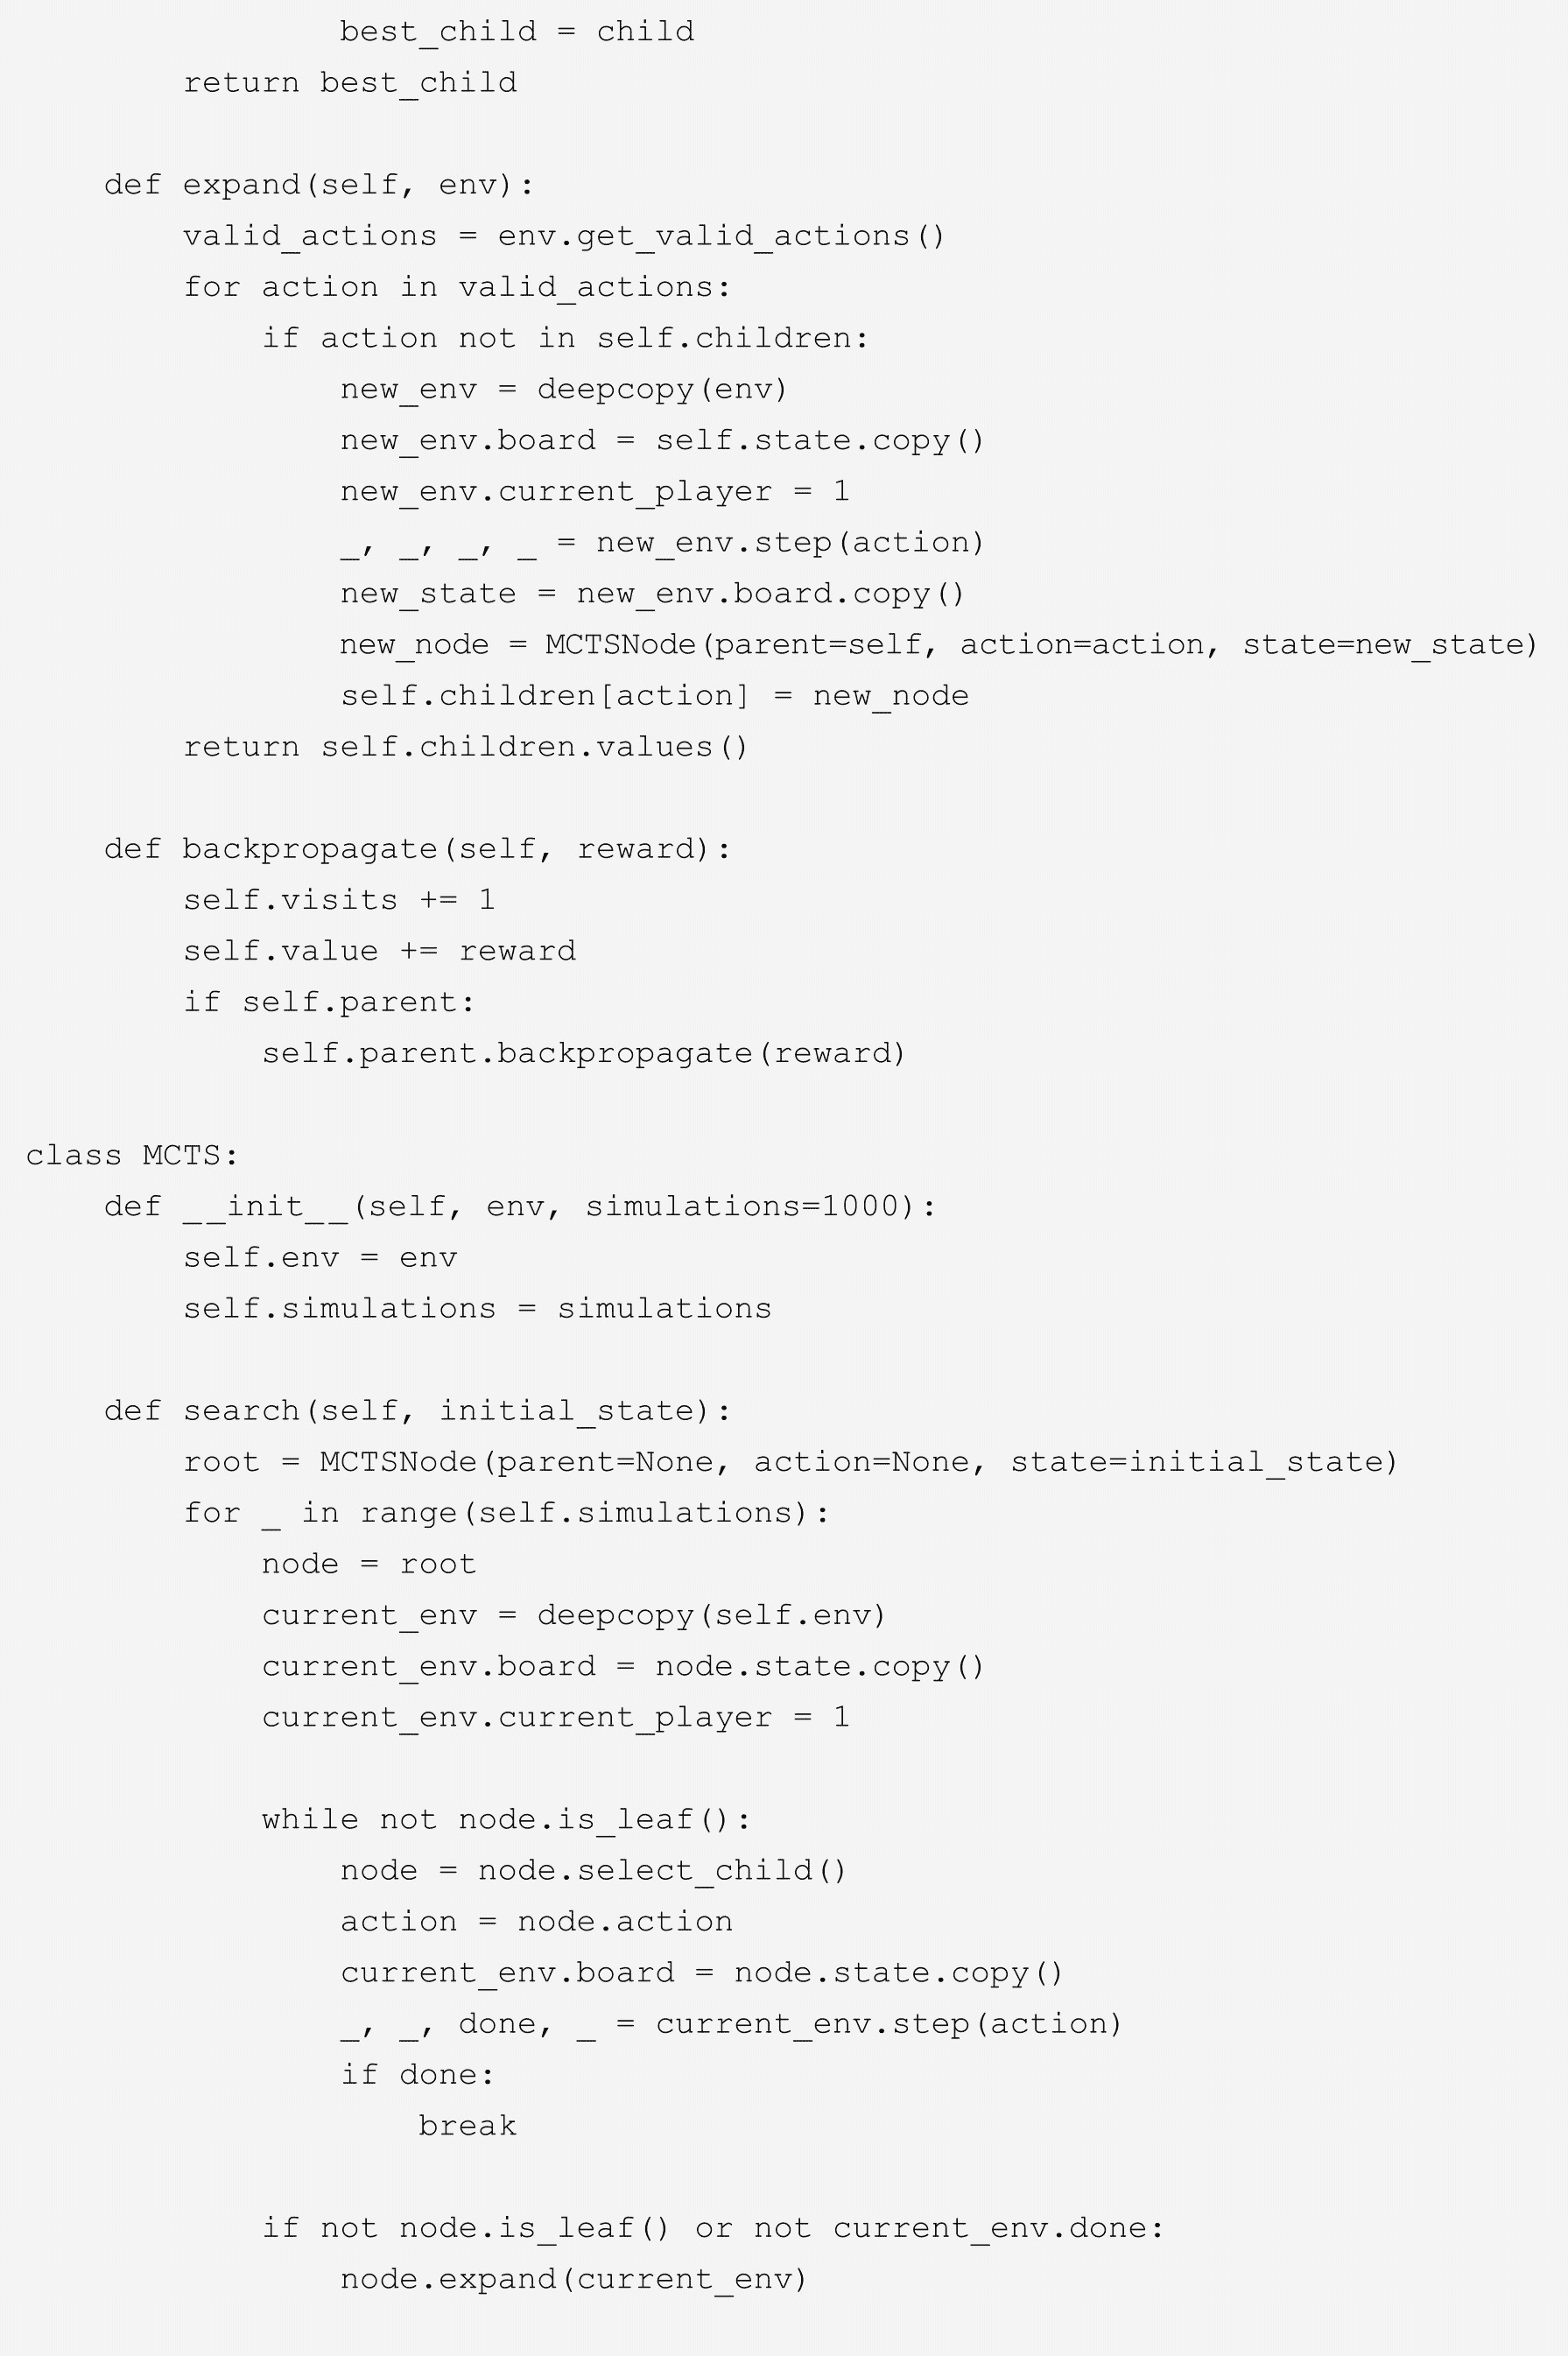 best_child = child
        return best_child

    def expand(self, env):
        valid_actions = env.get_valid_actions()
        for action in valid_actions:
            if action not in self.children:
                new_env = deepcopy(env)
                new_env.board = self.state.copy()
                new_env.current_player = 1
                _, _, _, _ = new_env.step(action)
                new_state = new_env.board.copy()
                new_node = MCTSNode(parent=self, action=action, state=new_state)
                self.children[action] = new_node
        return self.children.values()

    def backpropagate(self, reward):
        self.visits += 1
        self.value += reward
        if self.parent:
            self.parent.backpropagate(reward)

class MCTS:
    def __init__(self, env, simulations=1000):
        self.env = env
        self.simulations = simulations

    def search(self, initial_state):
        root = MCTSNode(parent=None, action=None, state=initial_state)
        for _ in range(self.simulations):
            node = root
            current_env = deepcopy(self.env)
            current_env.board = node.state.copy()
            current_env.current_player = 1

            while not node.is_leaf():
                node = node.select_child()
                action = node.action
                current_env.board = node.state.copy()
                _, _, done, _ = current_env.step(action)
                if done:
                    break

            if not node.is_leaf() or not current_env.done:
                node.expand(current_env)